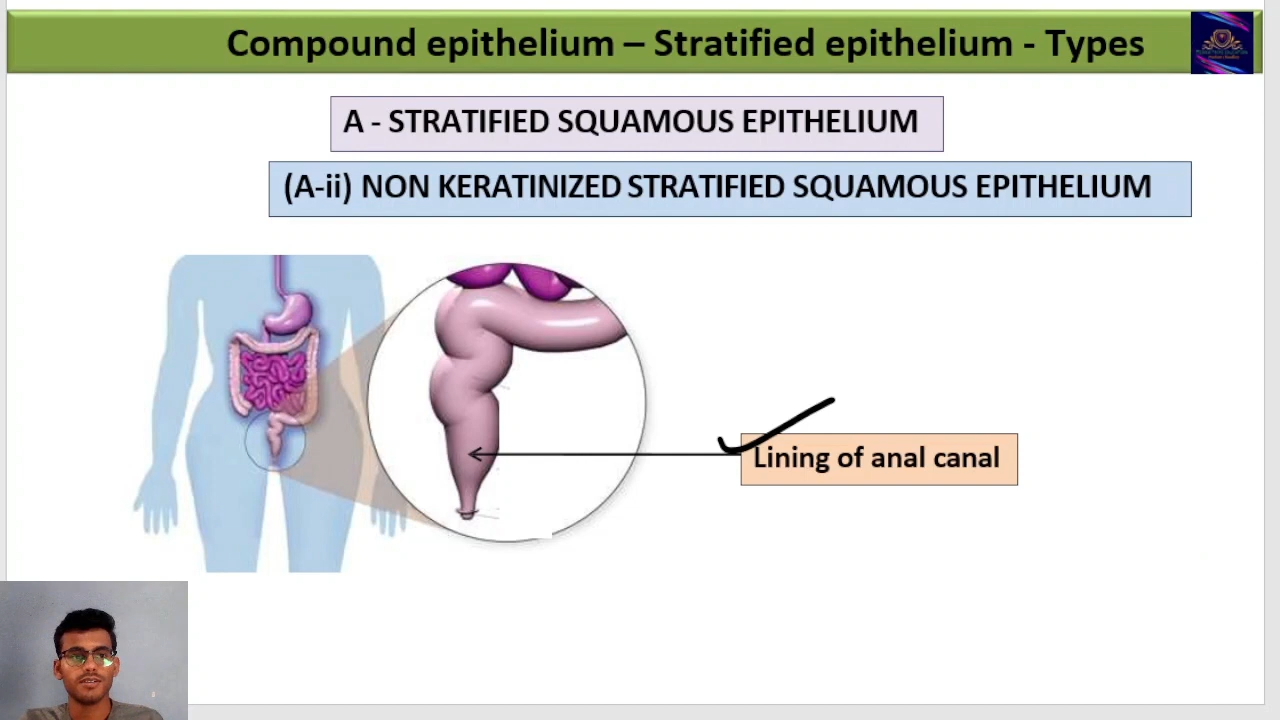 Compound epithelium – Stratified epithelium - Types
A - STRATIFIED SQUAMOUS EPITHELIUM
(A-ii) NON KERATINIZED STRATIFIED SQUAMOUS EPITHELIUM
Lining of anal canal